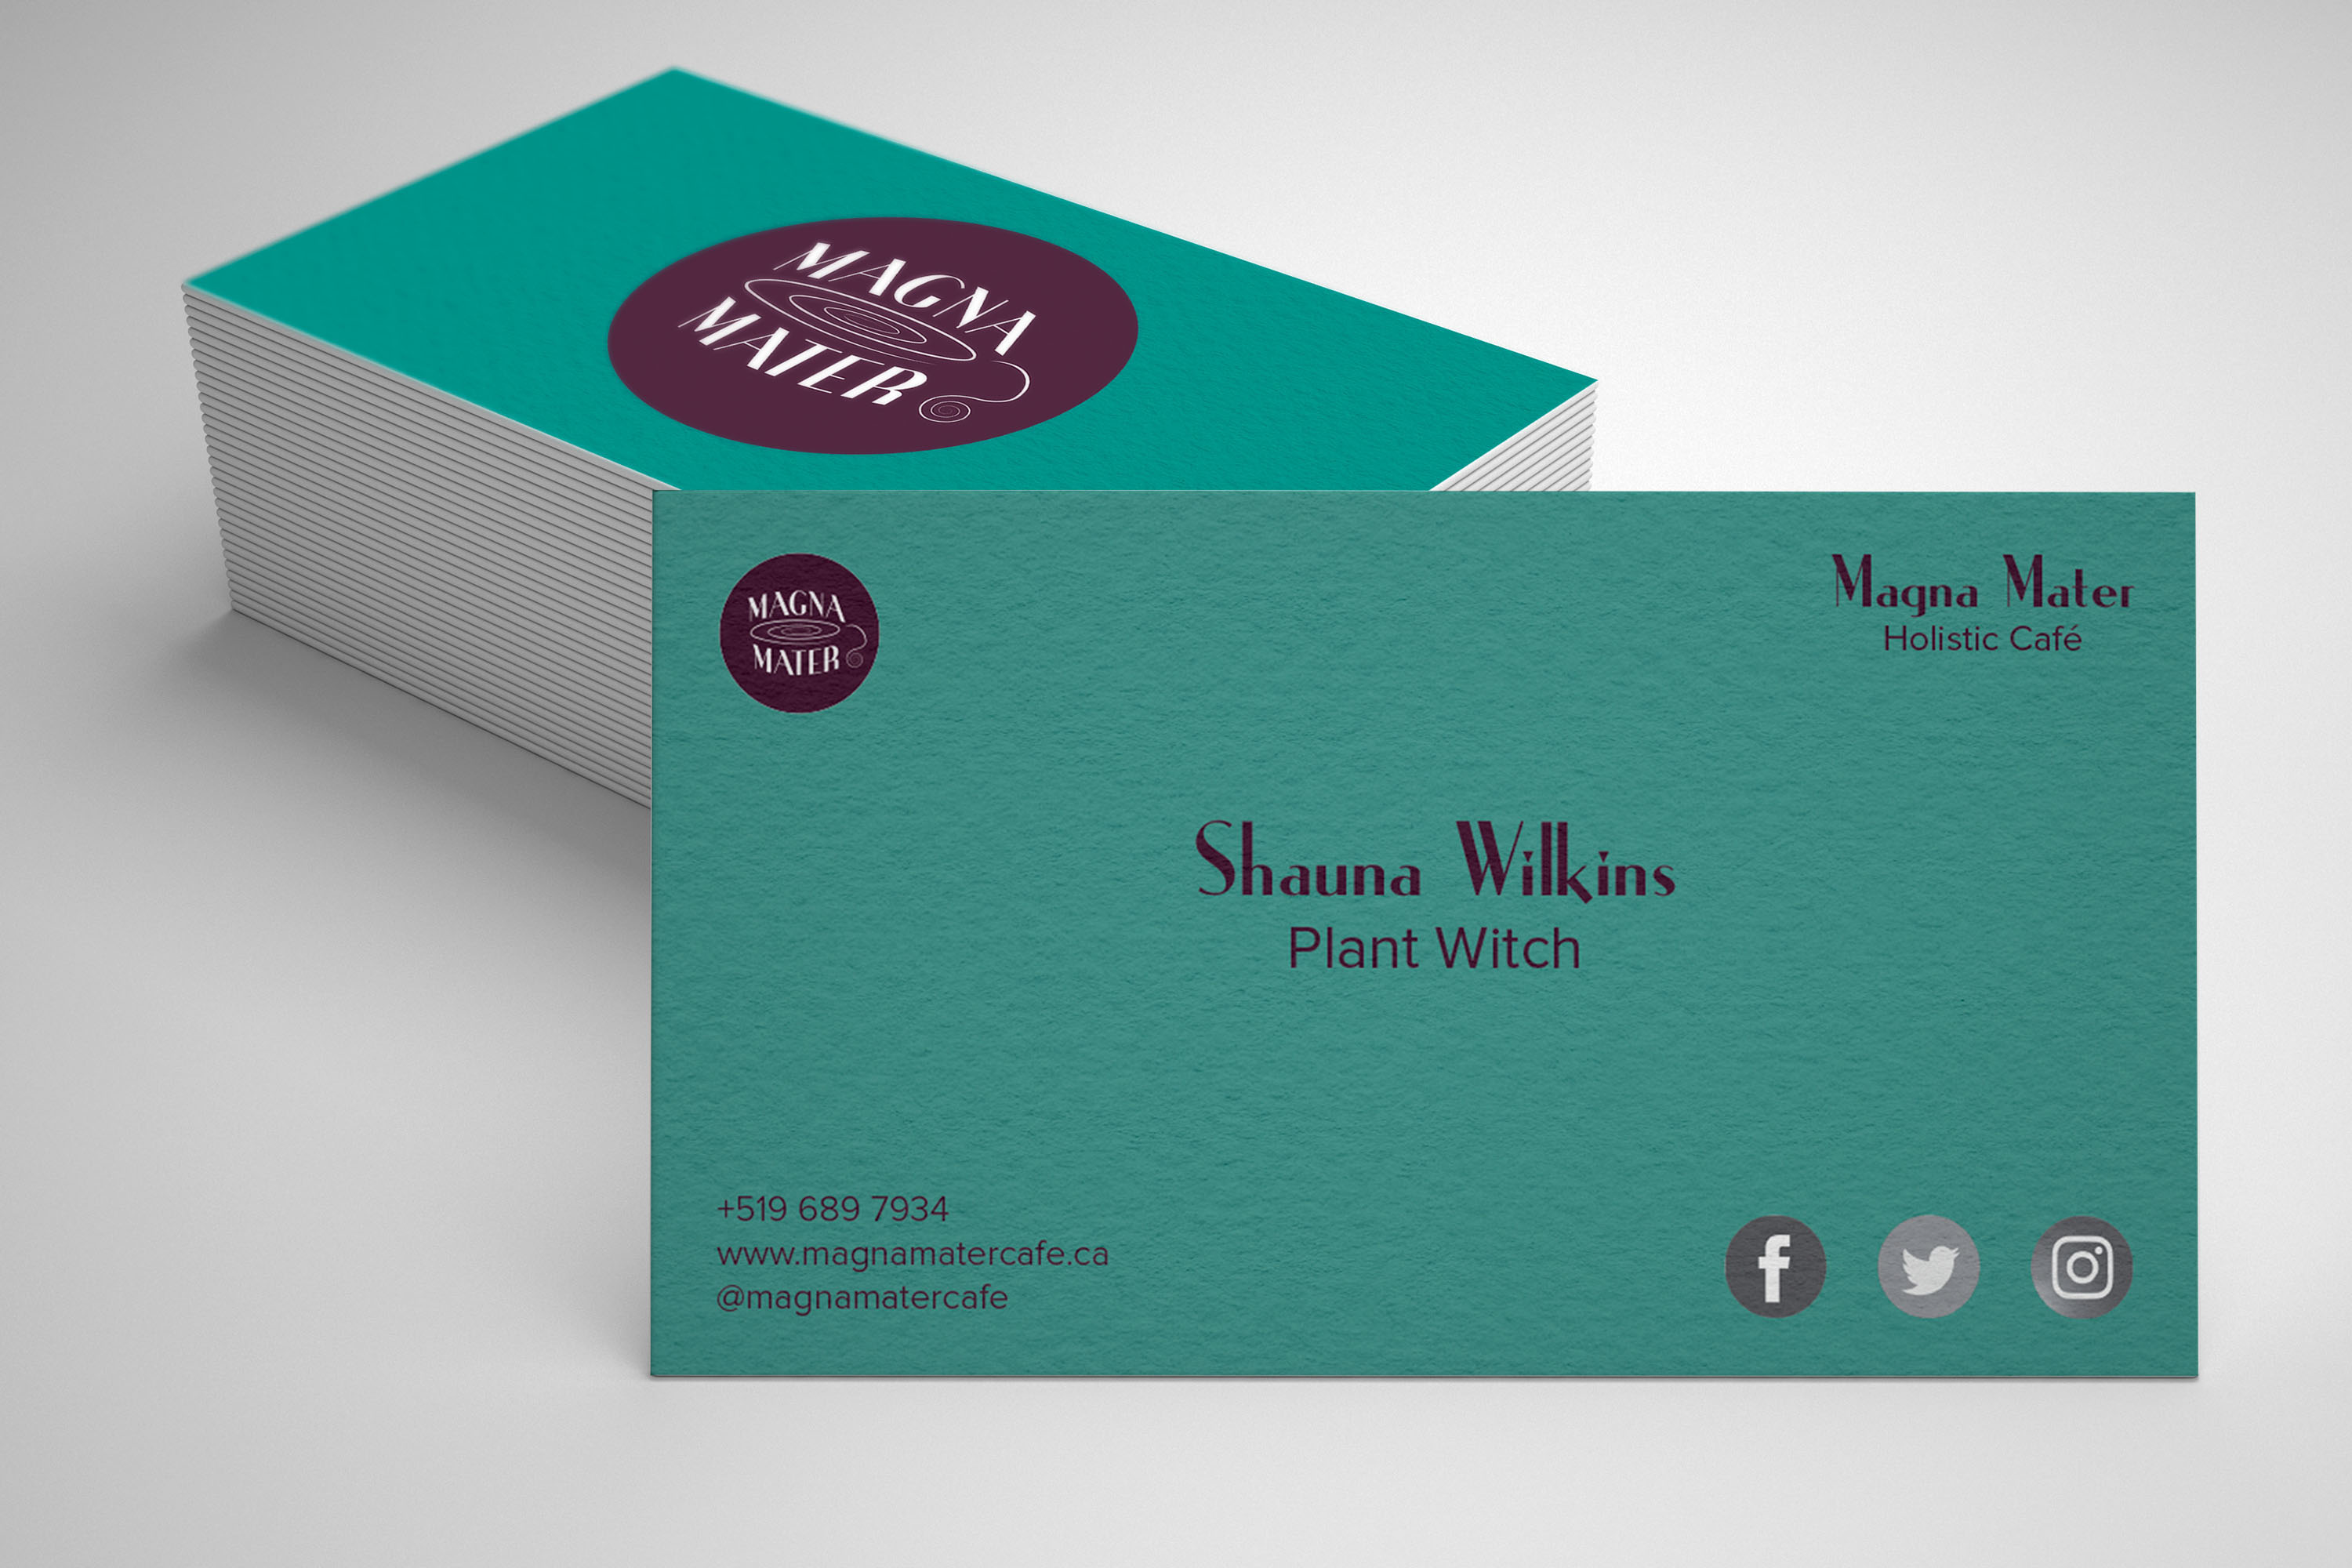 MAGNA
MATER
MAGNA
MATER
Magna Mater
Holistic Café
Shauna Wilkins
Plant Witch
+519 689 7934
www.magnamatercafe.ca
@magnamatercafe